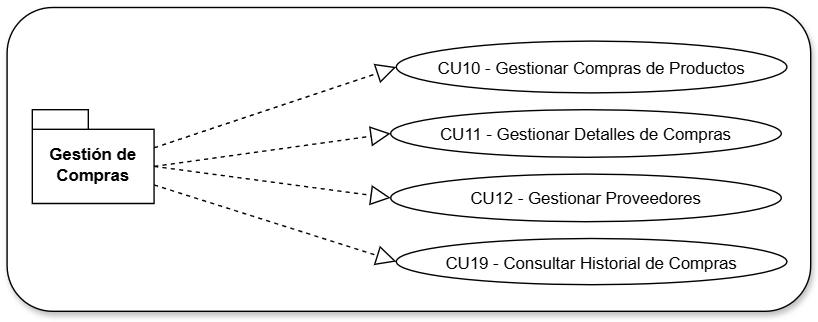 CU10 - Gestionar Compras de Productos
CU11 - Gestionar Detalles de Compras
Gestión de
Compras
CU12 - Gestionar Proveedores
CU19 - Consultar Historial de Compras